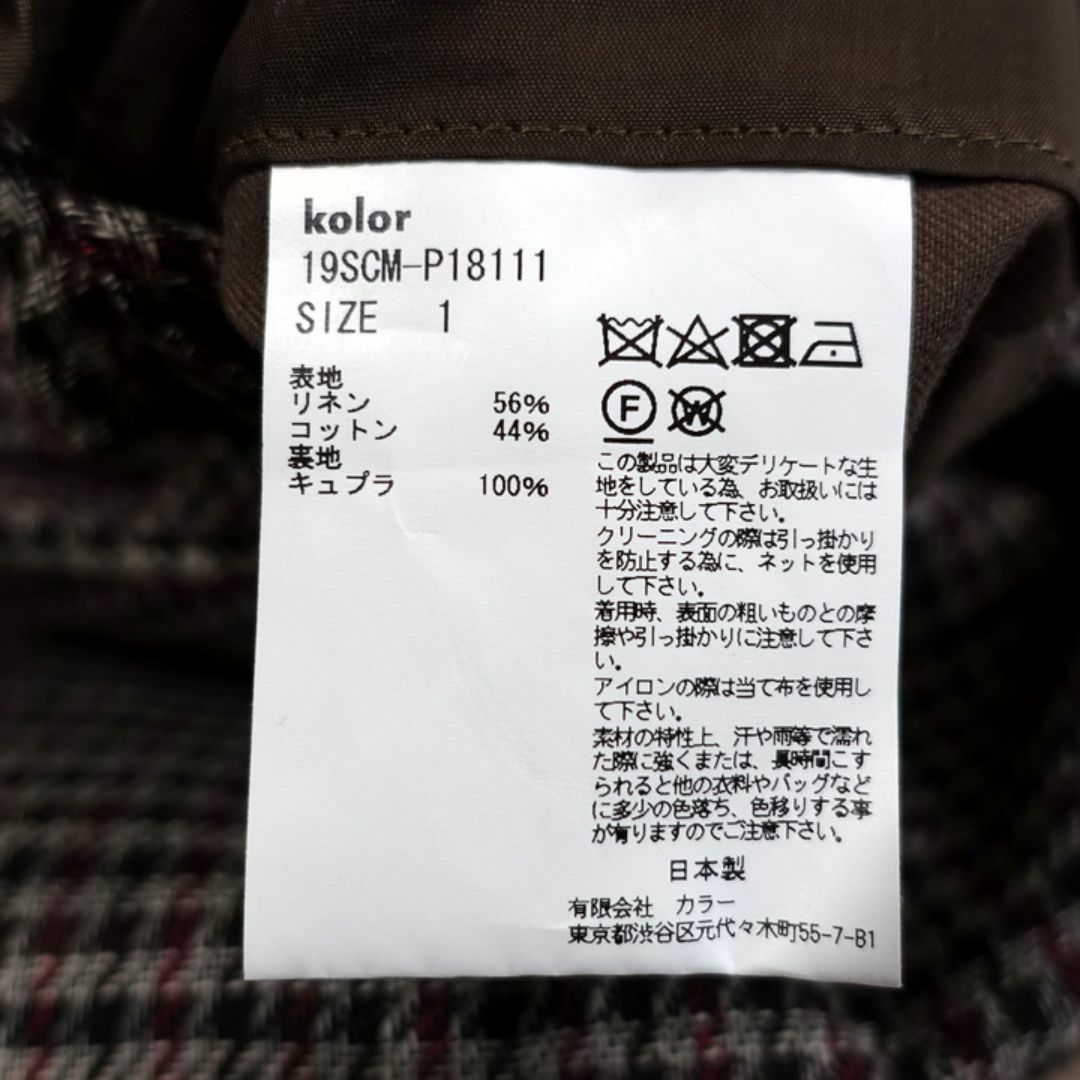 kolor
19SCM-P18111
SIZE 1
表地
リネン 56%
コットン 44%
裏地
キュプラ 100%
F
W
この製品は大変デリケートな生
地をしている為、お取扱いには
十分注意して下さい。
クリーニングの際は引っ掛かり
を防止する為に、ネットを使用
して下さい。
着用時、表面の粗いものとの摩
擦や引っ掛かりに注意して下さ
い。
アイロンの際は当て布を使用し
て下さい。
素材の特性上、汗や雨等で濡れ
た際に強くまたは、長時間こす
られると他の衣料やバッグなど
に多少の色落ち、色移りする事
が有りますのでご注意下さい。
日本製
有限会社 カラー
東京都渋谷区元代々木町55-7-B1